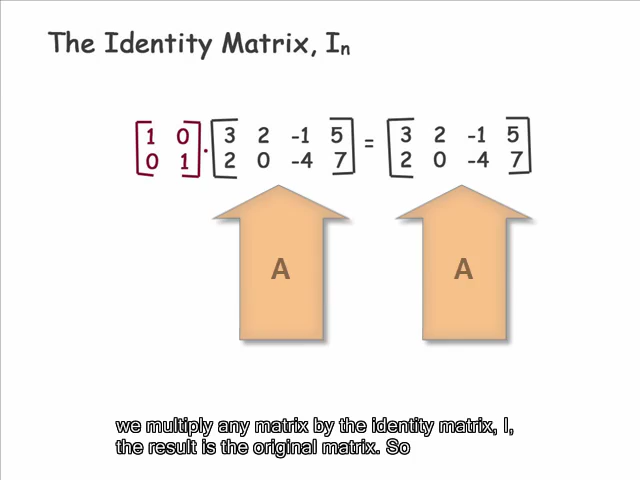 The Identity Matrix, Iₙ
[1 0] . [3 2 -1 5] = [3 2 -1 5]
[0 1] [2 0 -4 7] [2 0 -4 7]
A A
we multiply any matrix by the identity matrix, I,
the result is the original matrix. So